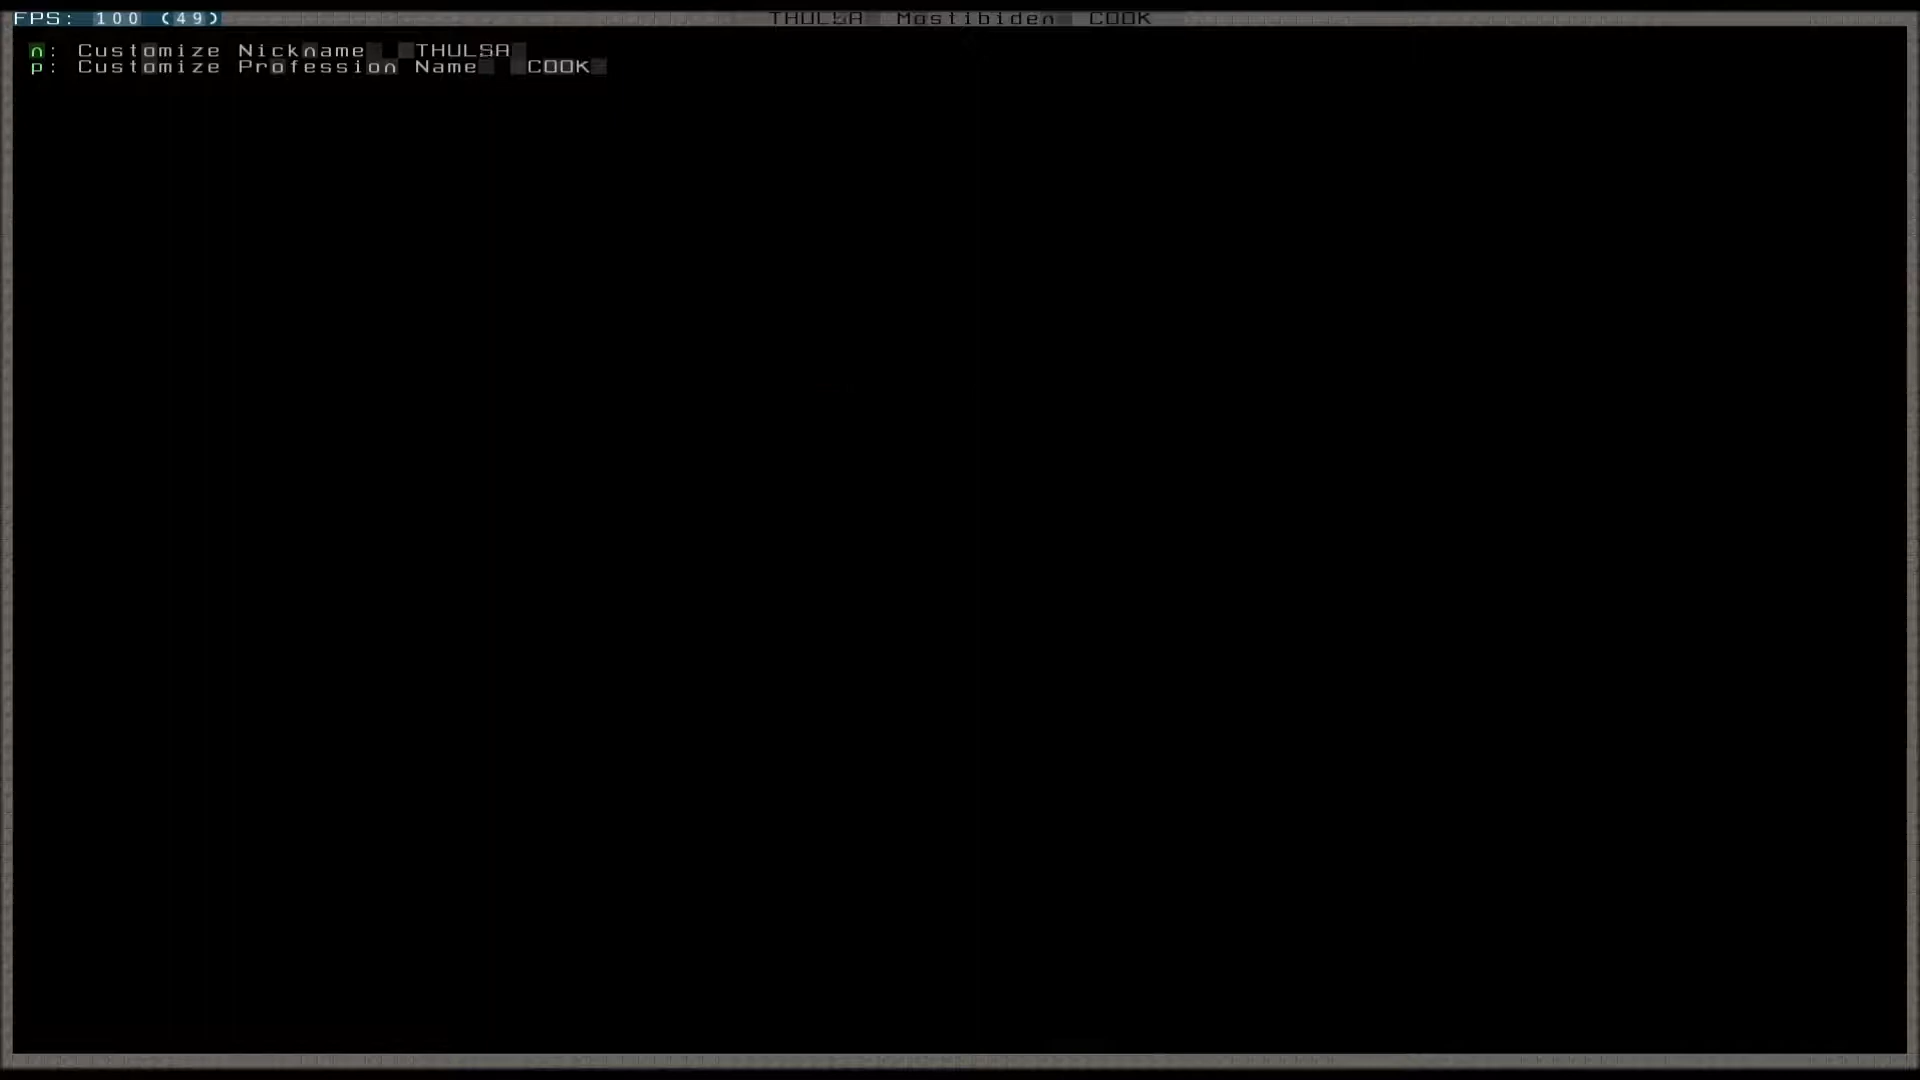 FPS: 100 (49) THULSA Mostibiden COOK
n: Customize Nickname THULSA
p: Customize Profession Name COOK